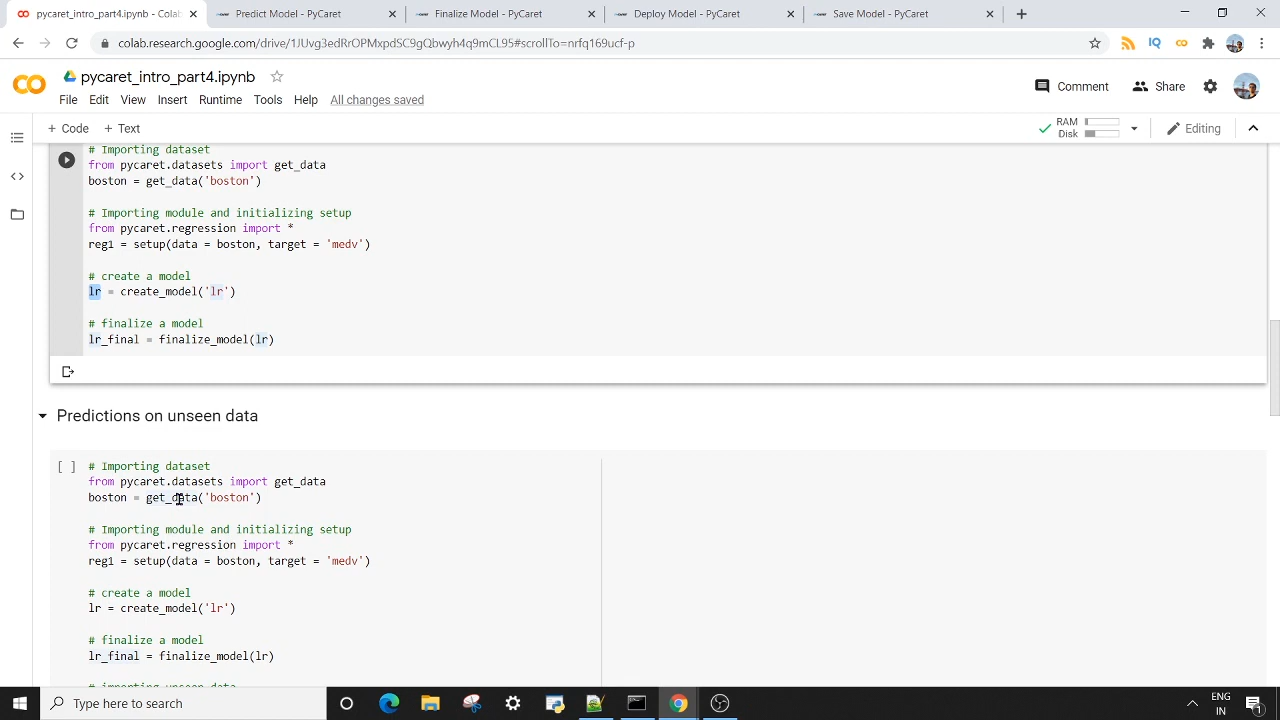 pycaret_intro_part4.ipynb - Colab
Predict Model - PyCaret
Finalize Model - PyCaret
Deploy Model - PyCaret
Save Model - PyCaret
colab.research.google.com/drive/1JUvg3edRrOPMxpdSC9gQbwyh4q9mCL95#scrollTo=nrfq169ucf-p
pycaret_intro_part4.ipynb
Comment
Share
File Edit View Insert Runtime Tools Help All changes saved
+ Code + Text
RAM
Disk
Editing
# Importing dataset
from pycaret.datasets import get_data
boston = get_data('boston')
# Importing module and initializing setup
from pycaret.regression import *
reg1 = setup(data = boston, target = 'medv')
# create a model
lr = create_model('lr')
# finalize a model
lr_final = finalize_model(lr)
Predictions on unseen data
[ ] # Importing dataset
from pycaret.datasets import get_data
boston = get_data('boston')
# Importing module and initializing setup
from pycaret.regression import *
reg1 = setup(data = boston, target = 'medv')
# create a model
lr = create_model('lr')
# finalize a model
lr_final = finalize_model(lr)
# importing unseen data
Type here to search
ENG
IN
1